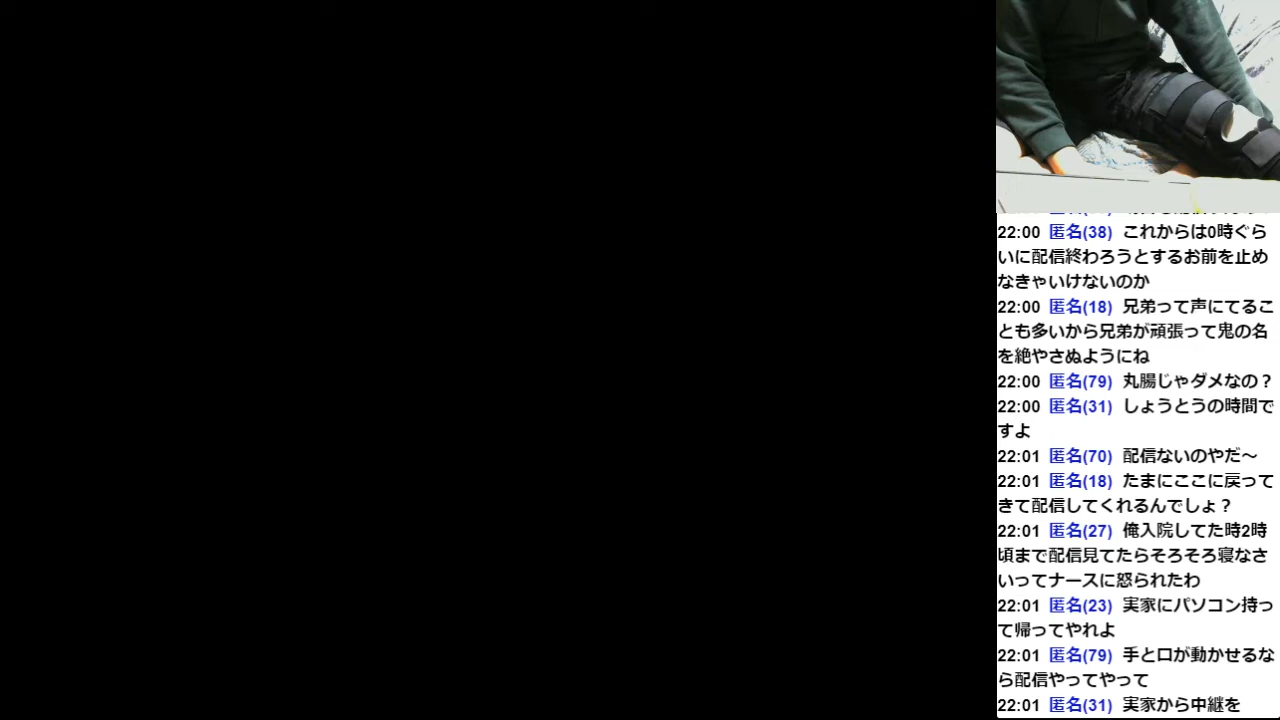 22:00 匿名(38) これからは0時ぐら
いに配信終わろうとするお前を止め
なきゃいけないのか
22:00 匿名(18) 兄弟って声にてるこ
とも多いから兄弟が頑張って鬼の名
を絶やさぬようにね
22:00 匿名(79) 丸腸じゃダメなの？
22:00 匿名(31) しょうとうの時間で
すよ
22:01 匿名(70) 配信ないのやだ〜
22:01 匿名(18) たまにここに戻って
きて配信してくれるんでしょ？
22:01 匿名(27) 俺入院してた時2時
頃まで配信見てたらそろそろ寝なさ
いってナースに怒られたわ
22:01 匿名(23) 実家にパソコン持っ
て帰ってやれよ
22:01 匿名(79) 手と口が動かせるな
ら配信やってやって
22:01 匿名(31) 実家から中継を